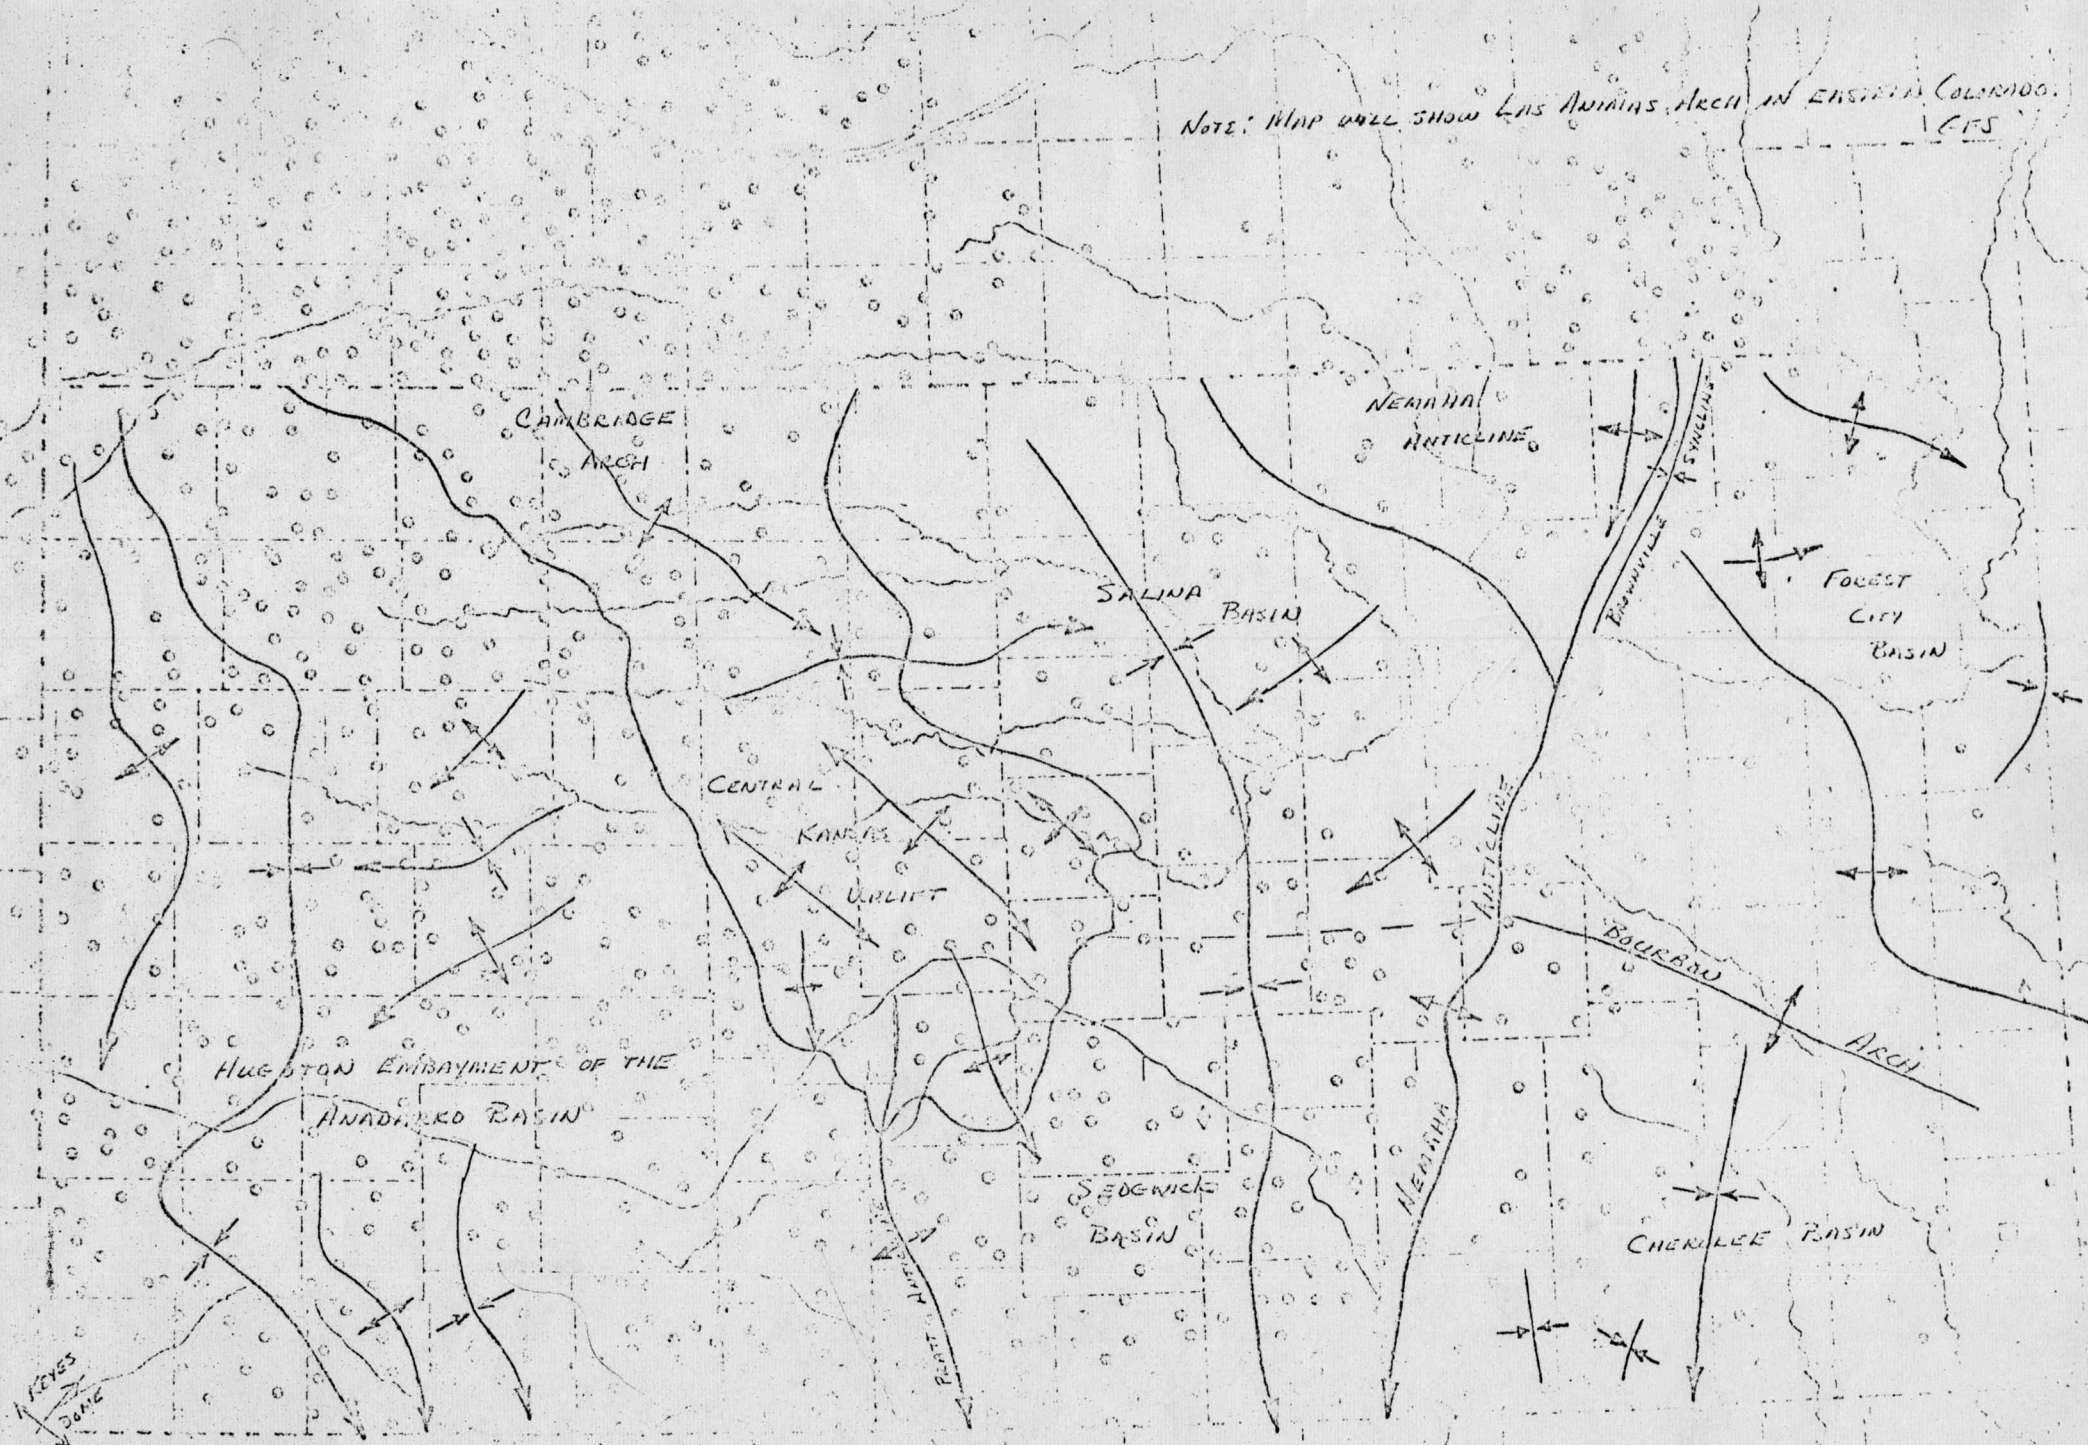 NOTE: MAP WILL SHOW LAS ANIMAS ARCH IN EASTERN COLORADO.
EFS
CAMBRIDGE
ARCH
NEMAHA
ANTICLINE
BROWNVILLE SYNCLINE
SALINA BASIN
FOREST
CITY
BASIN
CENTRAL
KANSAS
UPLIFT
NEMAHA ANTICLINE
BOURBON ARCH
HUGOTON EMBAYMENT OF THE
ANADARKO BASIN
PRATT ANTICLINE
SEDGWICK
BASIN
CHEROKEE BASIN
KEYES
DOME